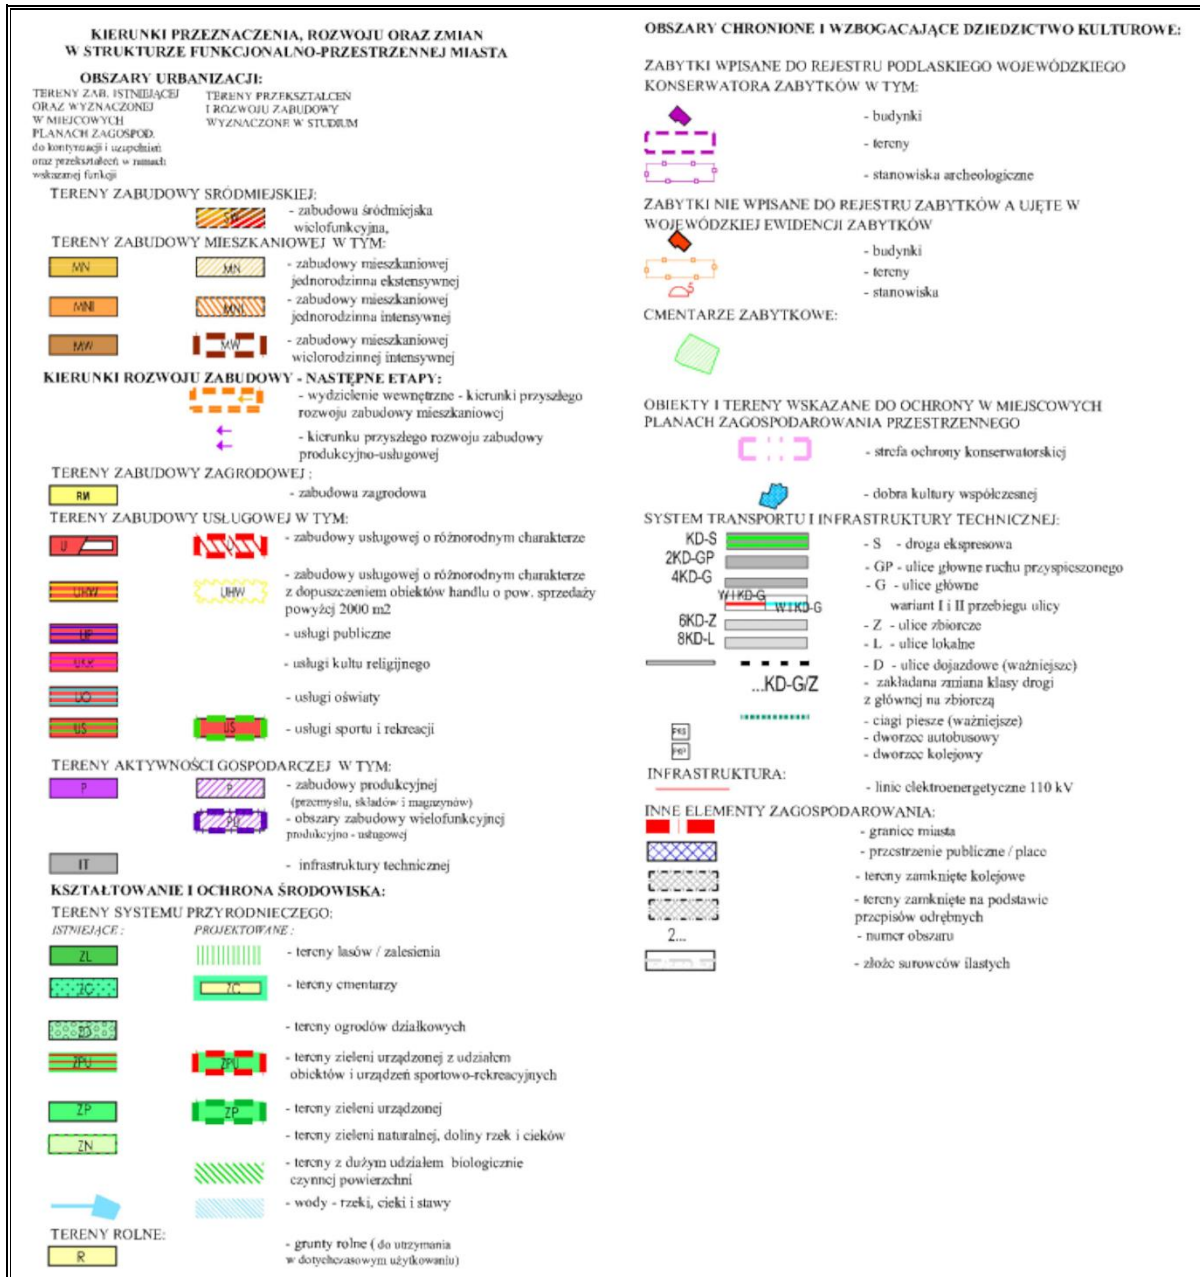 KIERUNKI PRZEZNACZENIA, ROZWOJU ORAZ ZMIAN
W STRUKTURZE FUNKCJONALNO-PRZESTRZENNEJ MIASTA
OBSZARY URBANIZACJI:
TERENY ZAB. ISTNIEJĄCEJ
ORAZ WYZNACZONEJ
W MIEJCOWYCH
PLANACH ZAGOSPOD.
do kontynuacji i uzupełnień
oraz przekształceń w ramach
wskazanej funkcji
TERENY PRZEKSZTAŁCEŃ
I ROZWOJU ZABUDOWY
WYZNACZONE W STUDIUM
TERENY ZABUDOWY ŚRÓDMIEJSKIEJ:
- zabudowa śródmiejska
wielofunkcyjna,
TERENY ZABUDOWY MIESZKANIOWEJ W TYM:
MN MN - zabudowy mieszkaniowej
jednorodzinna ekstensywnej
MNI MNI - zabudowy mieszkaniowej
jednorodzinna intensywnej
MW MW - zabudowy mieszkaniowej
wielorodzinnej intensywnej
KIERUNKI ROZWOJU ZABUDOWY - NASTĘPNE ETAPY:
- wydzielenie wewnętrzne - kierunki przyszłego
rozwoju zabudowy mieszkaniowej
- kierunku przyszłego rozwoju zabudowy
produkcyjno-usługowej
TERENY ZABUDOWY ZAGRODOWEJ :
RM - zabudowa zagrodowa
TERENY ZABUDOWY USŁUGOWEJ W TYM:
U U - zabudowy usługowej o różnorodnym charakterze
UHW UHW - zabudowy usługowej o różnorodnym charakterze
z dopuszczeniem obiektów handlu o pow. sprzedaży
powyżej 2000 m2
UP - usługi publiczne
UKR - usługi kultu religijnego
UO - usługi oświaty
US US - usługi sportu i rekreacji
TERENY AKTYWNOŚCI GOSPODARCZEJ W TYM:
P P - zabudowy produkcyjnej
(przemysłu, składów i magazynów)
PU - obszary zabudowy wielofunkcyjnej
produkcyjno - usługowej
IT - infrastruktury technicznej
KSZTAŁTOWANIE I OCHRONA ŚRODOWISKA:
TERENY SYSTEMU PRZYRODNICZEGO:
ISTNIEJĄCE : PROJEKTOWANE :
ZL - tereny lasów / zalesienia
ZC ZC - tereny cmentarzy
ZD - tereny ogrodów działkowych
ZPU ZPU - tereny zieleni urządzonej z udziałem
obiektów i urządzeń sportowo-rekreacyjnych
ZP ZP - tereny zieleni urządzonej
ZN - tereny zieleni naturalnej, doliny rzek i cieków
- tereny z dużym udziałem biologicznie
czynnej powierzchni
- wody - rzeki, cieki i stawy
TERENY ROLNE:
R - grunty rolne ( do utrzymania
w dotychczasowym użytkowaniu)
OBSZARY CHRONIONE I WZBOGACAJĄCE DZIEDZICTWO KULTUROWE:
ZABYTKI WPISANE DO REJESTRU PODLASKIEGO WOJEWÓDZKIEGO
KONSERWATORA ZABYTKÓW W TYM:
- budynki
- tereny
- stanowiska archeologiczne
ZABYTKI NIE WPISANE DO REJESTRU ZABYTKÓW A UJĘTE W
WOJEWÓDZKIEJ EWIDENCJI ZABYTKÓW
- budynki
- tereny
5 - stanowiska
CMENTARZE ZABYTKOWE:
OBIEKTY I TERENY WSKAZANE DO OCHRONY W MIEJSCOWYCH
PLANACH ZAGOSPODAROWANIA PRZESTRZENNEGO
- strefa ochrony konserwatorskiej
- dobra kultury współczesnej
SYSTEM TRANSPORTU I INFRASTRUKTURY TECHNICZNEJ:
KD-S - S - droga ekspresowa
2KD-GP - GP - ulice głowne ruchu przyspieszonego
4KD-G - G - ulice główne
W I KD-G W I KD-G wariant I i II przebiegu ulicy
6KD-Z - Z - ulice zbiorcze
8KD-L - L - ulice lokalne
- D - ulice dojazdowe (ważniejsze)
...KD-G/Z - zakładana zmiana klasy drogi
z głównej na zbiorczą
- ciagi piesze (ważniejsze)
PKS - dworzec autobusowy
PKP - dworzec kolejowy
INFRASTRUKTURA:
- linie elektroenergetyczne 110 kV
INNE ELEMENTY ZAGOSPODAROWANIA:
- granice miasta
- przestrzenie publiczne / place
- tereny zamknięte kolejowe
- tereny zamknięte na podstawie
przepisów odrębnych
2... - numer obszaru
- złoże surowców ilastych